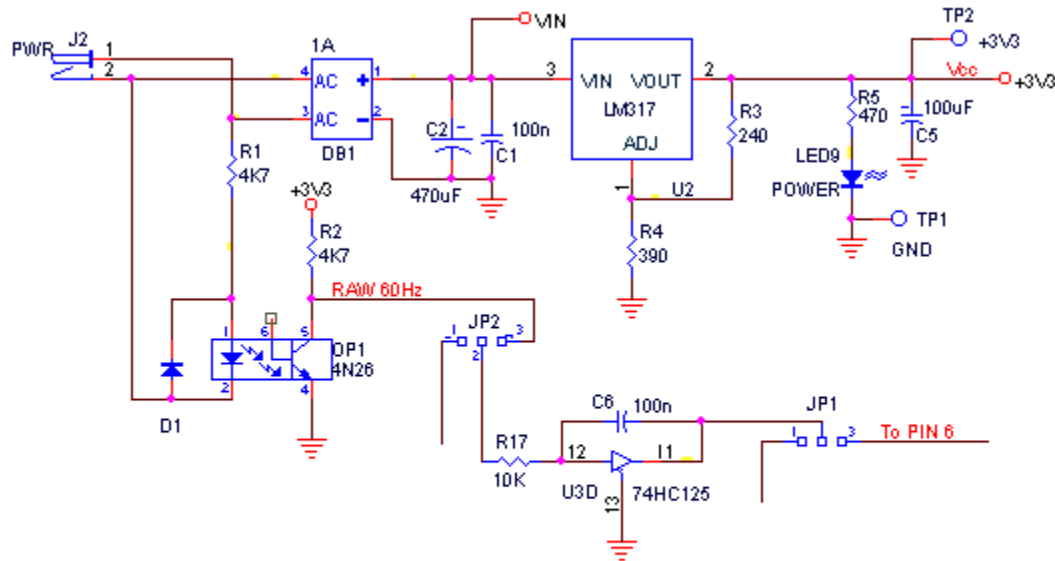 VIN
TP2
+3V3
PWR
J2
1
2
1A
4
AC
+
1
3
AC
−
2
DB1
C2
470uF
100n
C1
3
VIN
VOUT
2
LM317
ADJ
1
U2
R3
240
R4
390
Vcc
+3V3
R5
470
100uF
C5
LED9
POWER
TP1
GND
R1
4K7
+3V3
R2
4K7
RAW 60Hz
1
6
5
2
4
OP1
4N26
D1
JP2
1
2
3
C6
100n
R17
10K
12
11
U3D
74HC125
13
JP1
1
3
To PIN 6